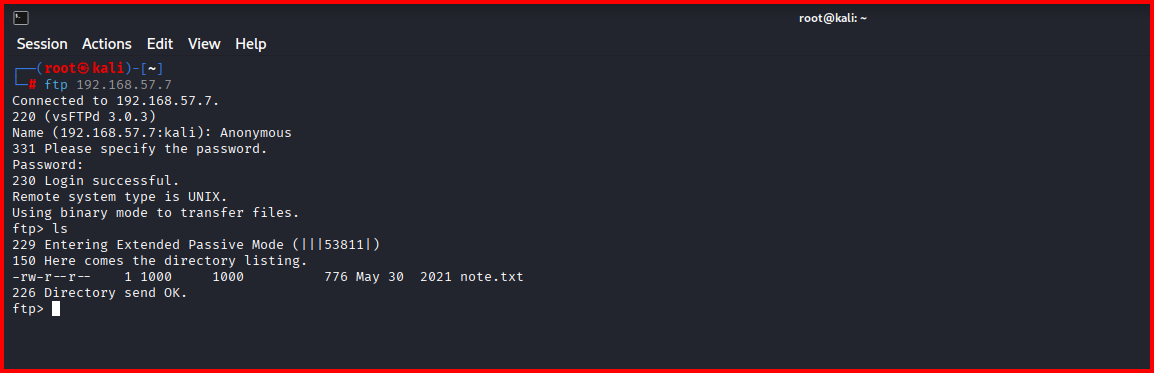 root@kali: ~
Session Actions Edit View Help
┌──(root㉿kali)-[~]
└─# ftp 192.168.57.7
Connected to 192.168.57.7.
220 (vsFTPd 3.0.3)
Name (192.168.57.7:kali): Anonymous
331 Please specify the password.
Password:
230 Login successful.
Remote system type is UNIX.
Using binary mode to transfer files.
ftp> ls
229 Entering Extended Passive Mode (|||53811|)
150 Here comes the directory listing.
-rw-r--r--    1 1000     1000          776 May 30  2021 note.txt
226 Directory send OK.
ftp>